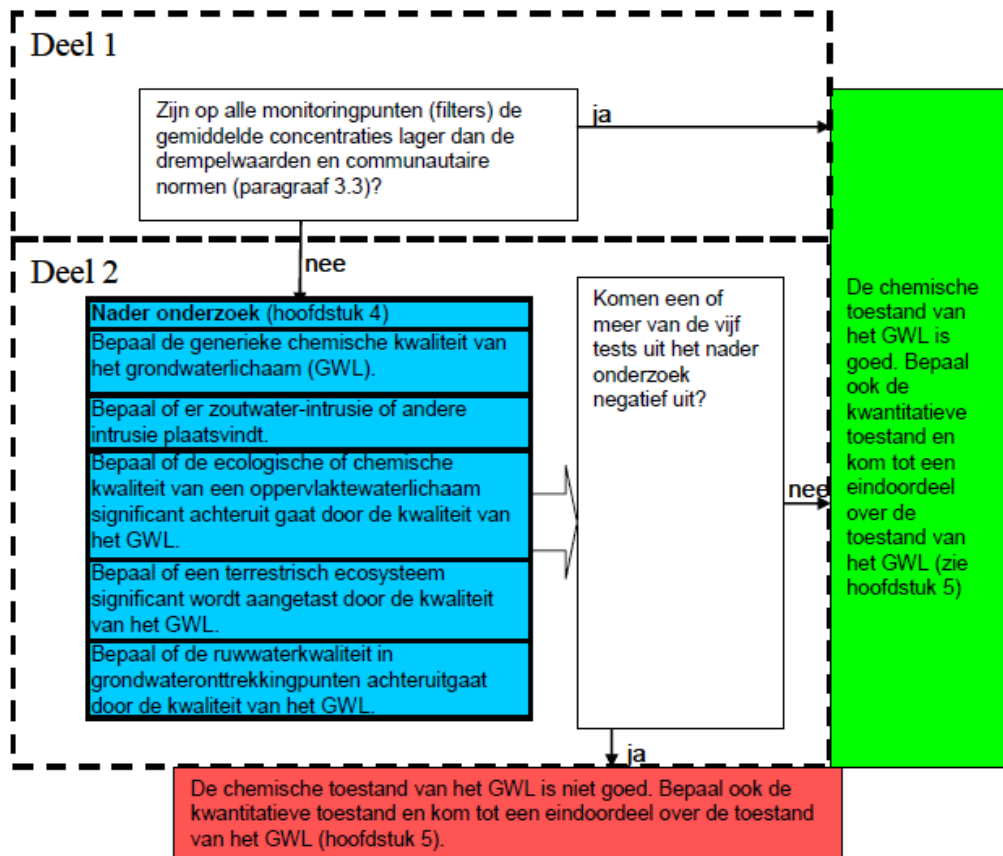 Deel 1
Zijn op alle monitoringpunten (filters) de
gemiddelde concentraties lager dan de
drempelwaarden en communautaire
normen (paragraaf 3.3)?
ja
nee
Deel 2
Nader onderzoek (hoofdstuk 4)
Bepaal de generieke chemische kwaliteit van
het grondwaterlichaam (GWL).
Bepaal of er zoutwater-intrusie of andere
intrusie plaatsvindt.
Bepaal of de ecologische of chemische
kwaliteit van een oppervlaktewaterlichaam
significant achteruit gaat door de kwaliteit van
het GWL.
Bepaal of een terrestrisch ecosysteem
significant wordt aangetast door de kwaliteit
van het GWL.
Bepaal of de ruwwaterkwaliteit in
grondwateronttrekkingpunten achteruitgaat
door de kwaliteit van het GWL.
Komen een of
meer van de vijf
tests uit het nader
onderzoek
negatief uit?
nee
ja
De chemische
toestand van
het GWL is
goed. Bepaal
ook de
kwantitatieve
toestand en
kom tot een
eindoordeel
over de
toestand van
het GWL (zie
hoofdstuk 5)
De chemische toestand van het GWL is niet goed. Bepaal ook de
kwantitatieve toestand en kom tot een eindoordeel over de toestand
van het GWL (hoofdstuk 5).